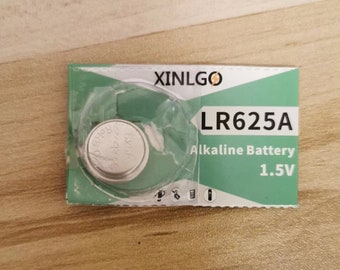 XINLGO
LR625A
Alkaline Battery
1.5V